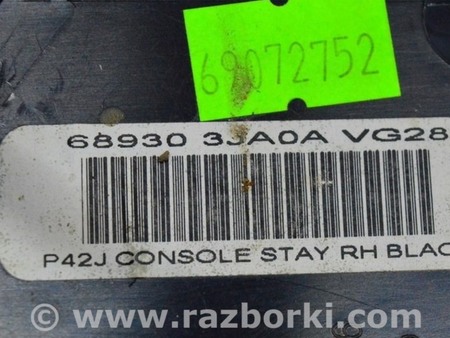 69072752
68930 3JA0A VG28
P42J CONSOLE STAY RH BLAC
www.razborki.com